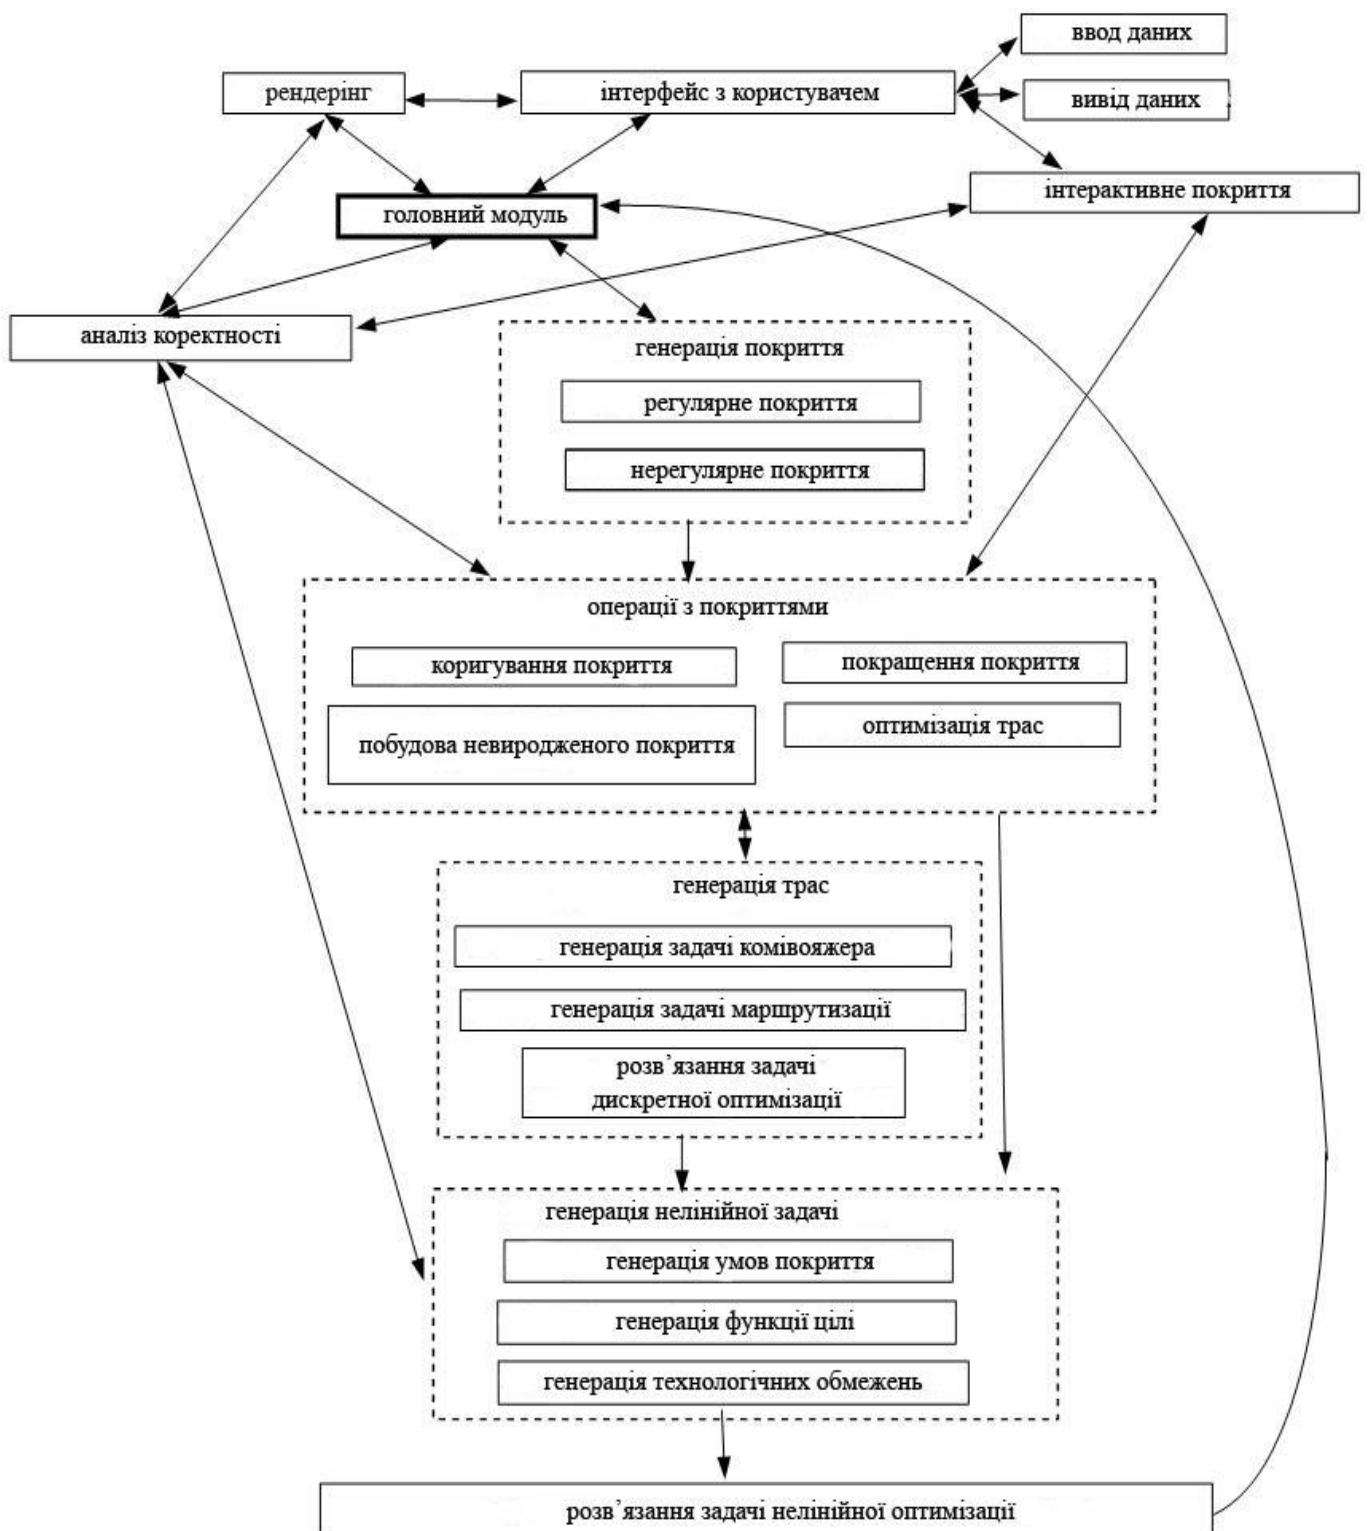 ввод даних
рендерінг
інтерфейс з користувачем
вивід даних
інтерактивне покриття
головний модуль
аналіз коректності
генерація покриття
регулярне покриття
нерегулярне покриття
операції з покриттями
коригування покриття
покращення покриття
побудова невиродженого покриття
оптимізація трас
генерація трас
генерація задачі комівояжера
генерація задачі маршрутизації
розв’язання задачі
дискретної оптимізації
генерація нелінійної задачі
генерація умов покриття
генерація функції цілі
генерація технологічних обмежень
розв’язання задачі нелінійної оптимізації